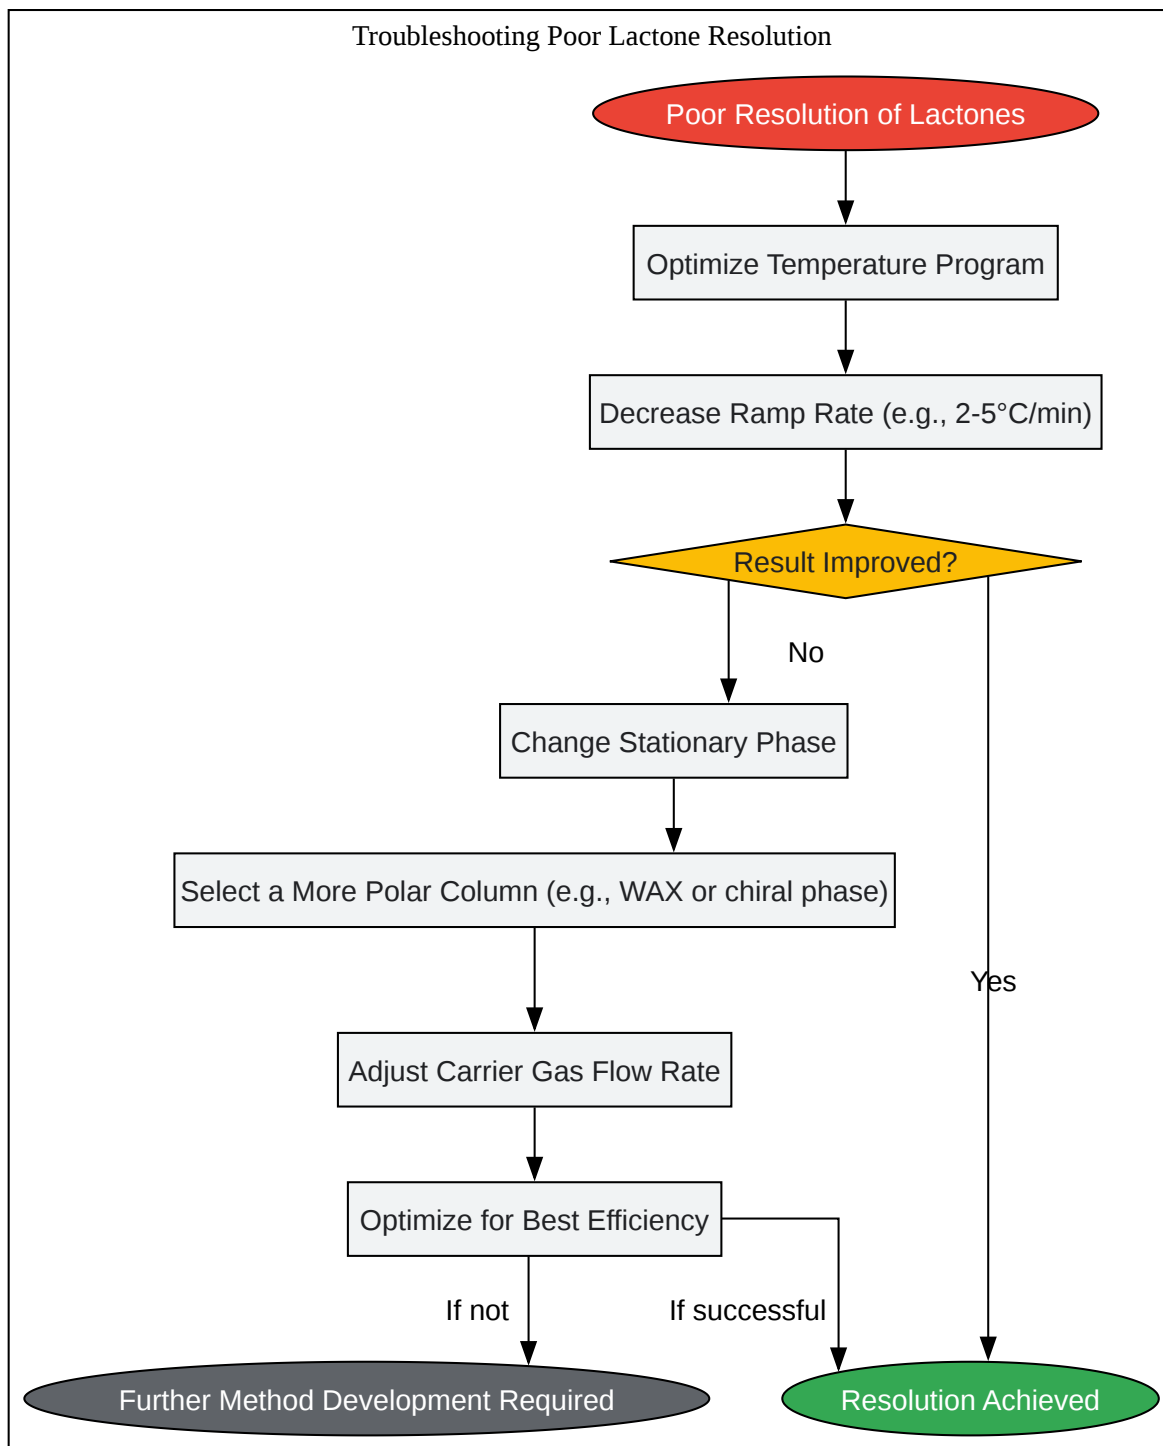 Troubleshooting Poor Lactone Resolution
Poor Resolution of Lactones
Optimize Temperature Program
Decrease Ramp Rate (e.g., 2-5°C/min)
Result Improved?
No
Change Stationary Phase
Select a More Polar Column (e.g., WAX or chiral phase)
Yes
Adjust Carrier Gas Flow Rate
Optimize for Best Efficiency
If not
If successful
Further Method Development Required
Resolution Achieved